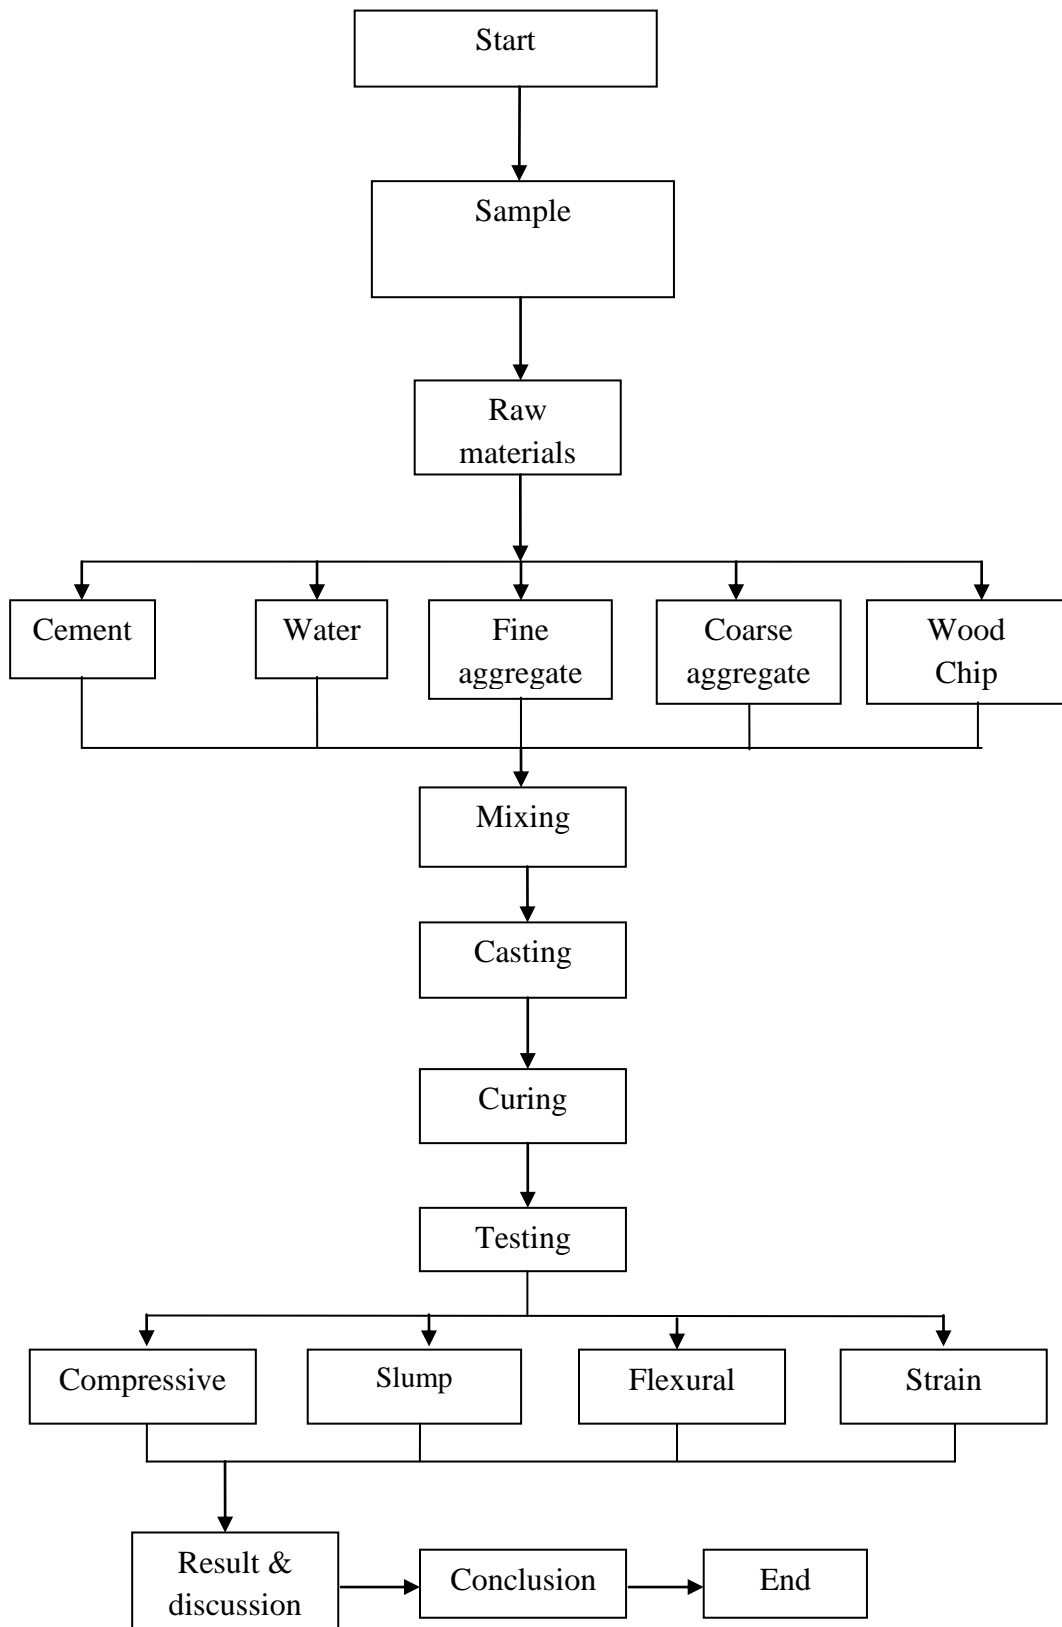 Start
Sample
Raw
materials
Cement
Water
Fine
aggregate
Coarse
aggregate
Wood
Chip
Mixing
Casting
Curing
Testing
Compressive
Slump
Flexural
Strain
Result &
discussion
Conclusion
End